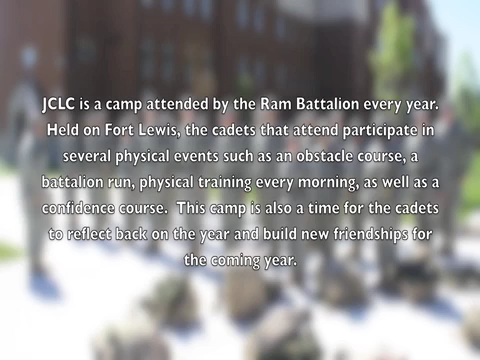 JCLC is a camp attended by the Ram Battalion every year.
Held on Fort Lewis, the cadets that attend participate in
several physical events such as an obstacle course, a
battalion run, physical training every morning, as well as a
confidence course.  This camp is also a time for the cadets
to reflect back on the year and build new friendships for
the coming year.